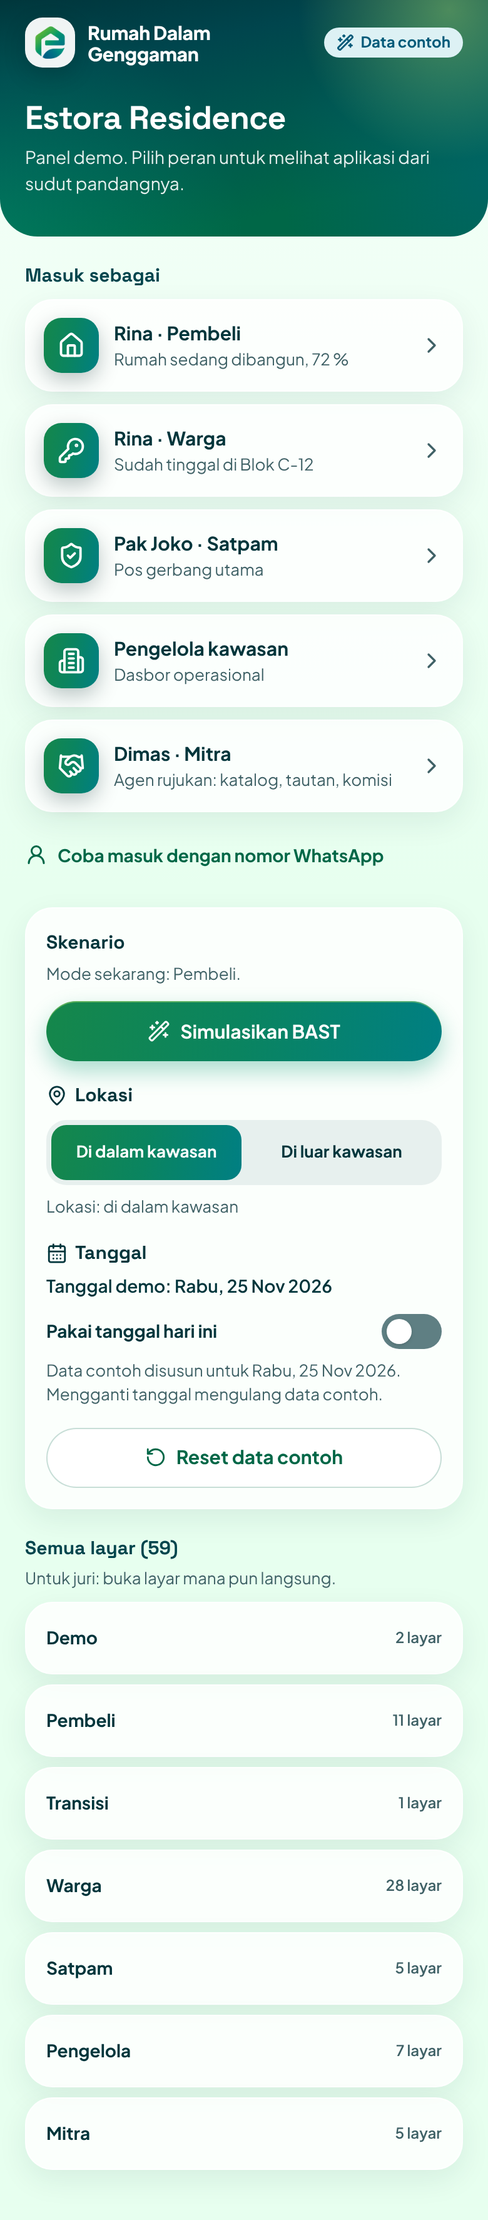 Rumah Dalam
Genggaman
Data contoh
Estora Residence
Panel demo. Pilih peran untuk melihat aplikasi dari
sudut pandangnya.
Masuk sebagai
Rina · Pembeli
Rumah sedang dibangun, 72 %
Rina · Warga
Sudah tinggal di Blok C-12
Pak Joko · Satpam
Pos gerbang utama
Pengelola kawasan
Dasbor operasional
Dimas · Mitra
Agen rujukan: katalog, tautan, komisi
Coba masuk dengan nomor WhatsApp
Skenario
Mode sekarang: Pembeli.
Simulasikan BAST
Lokasi
Di dalam kawasan
Di luar kawasan
Lokasi: di dalam kawasan
Tanggal
Tanggal demo: Rabu, 25 Nov 2026
Pakai tanggal hari ini
Data contoh disusun untuk Rabu, 25 Nov 2026.
Mengganti tanggal mengulang data contoh.
Reset data contoh
Semua layar (59)
Untuk juri: buka layar mana pun langsung.
Demo
2 layar
Pembeli
11 layar
Transisi
1 layar
Warga
28 layar
Satpam
5 layar
Pengelola
7 layar
Mitra
5 layar